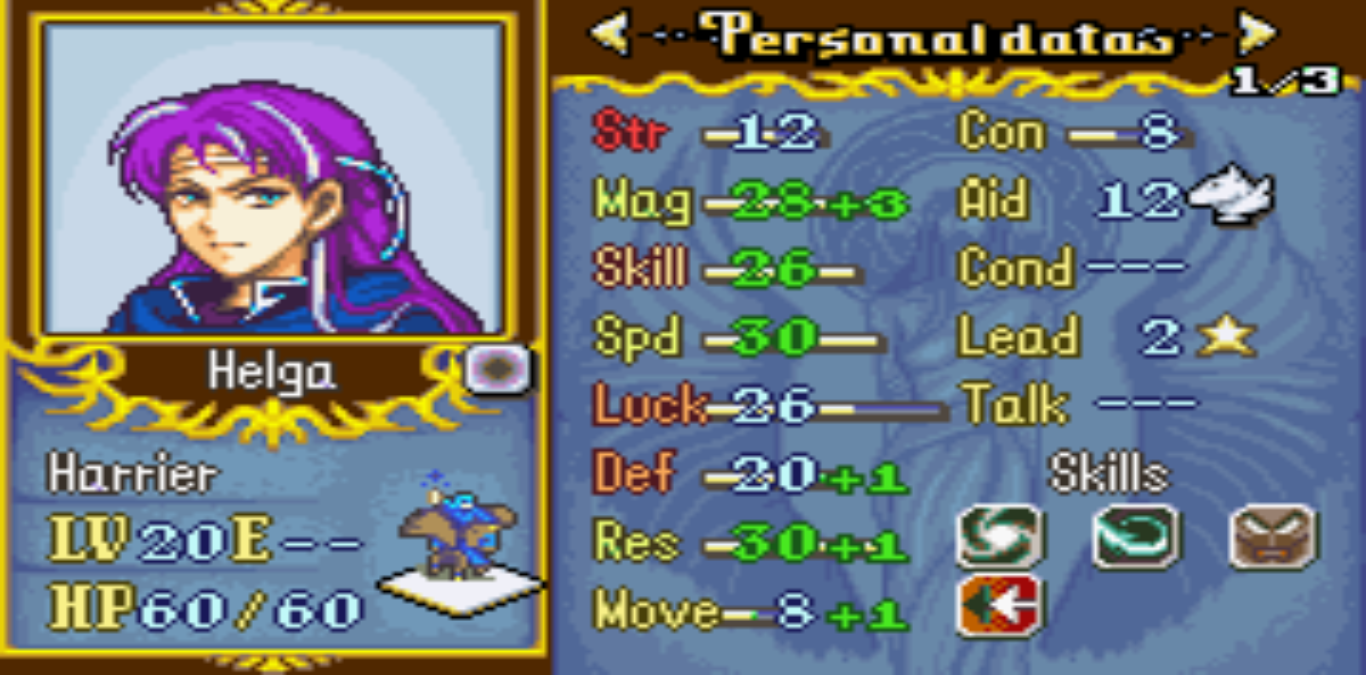 Personal datas
1/3
Helga
Harrier
LV 20 E --
HP 60/60
Str 12
Mag 28 +3
Skill 26
Spd 30
Luck 26
Def 20 +1
Res 30 +1
Move 8 +1
Con 8
Aid 12
Cond ---
Lead 2
Talk ---
Skills